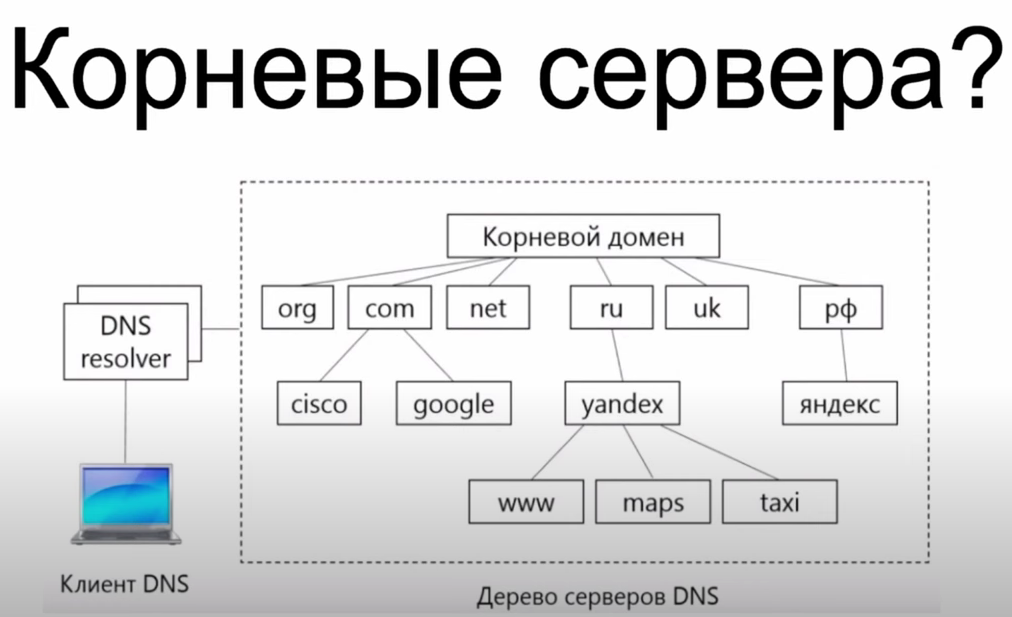 Корневые сервера?
Корневой домен
org
com
net
ru
uk
рф
DNS
resolver
cisco
google
yandex
яндекс
www
maps
taxi
Клиент DNS
Дерево серверов DNS